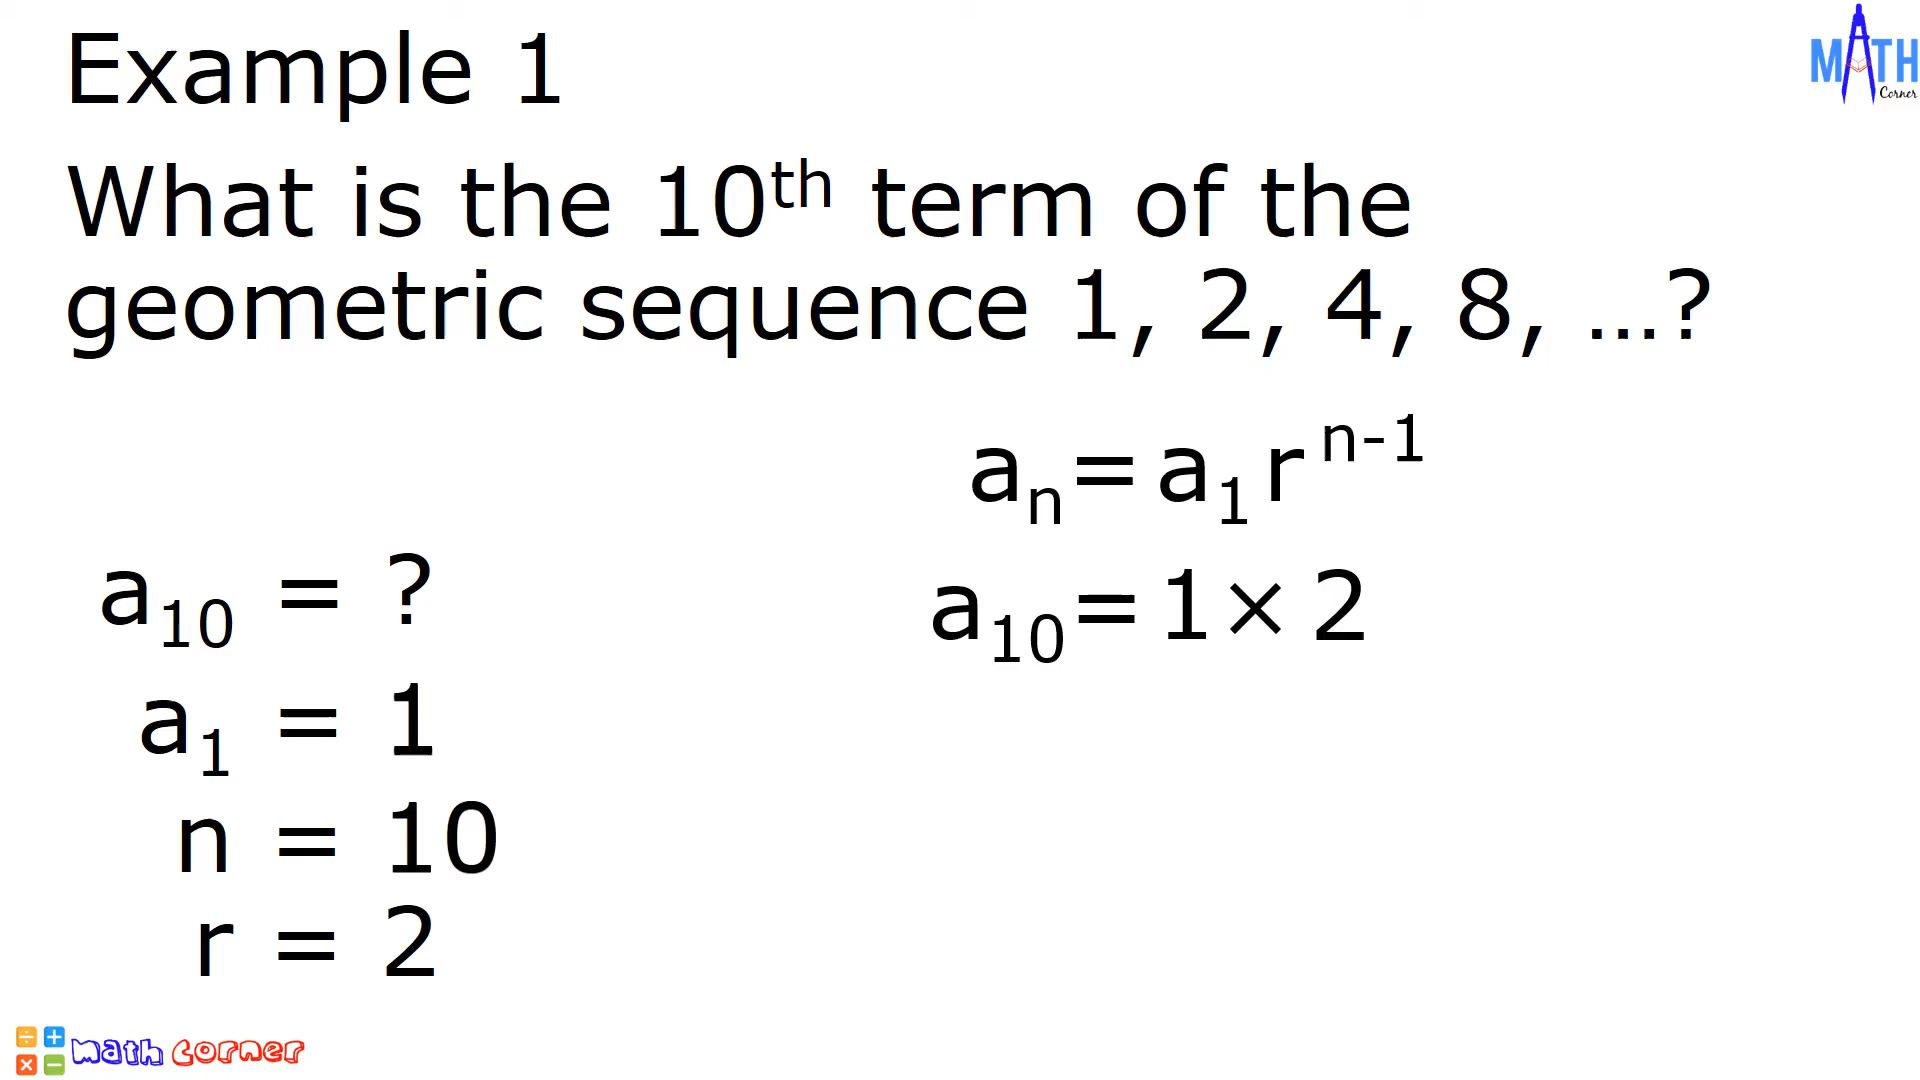 Example 1
MATH
Corner
What is the 10th term of the
geometric sequence 1, 2, 4, 8, ...?
aₙ = a₁ rⁿ⁻¹
a₁₀ = ?
a₁₀ = 1 × 2
a₁ = 1
n = 10
r = 2
math corner